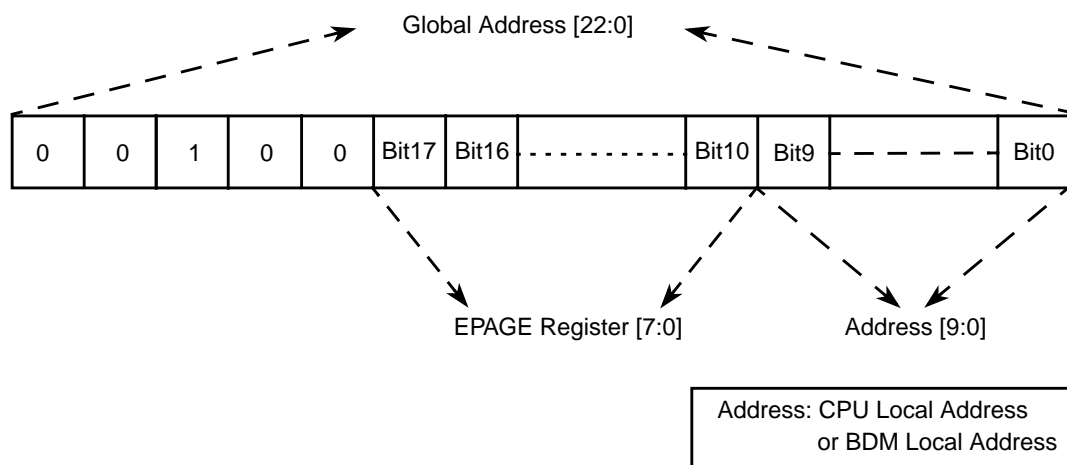 Global Address [22:0]
0 0 1 0 0 Bit17 Bit16 Bit10 Bit9 Bit0
EPAGE Register [7:0] Address [9:0]
Address: CPU Local Address
or BDM Local Address